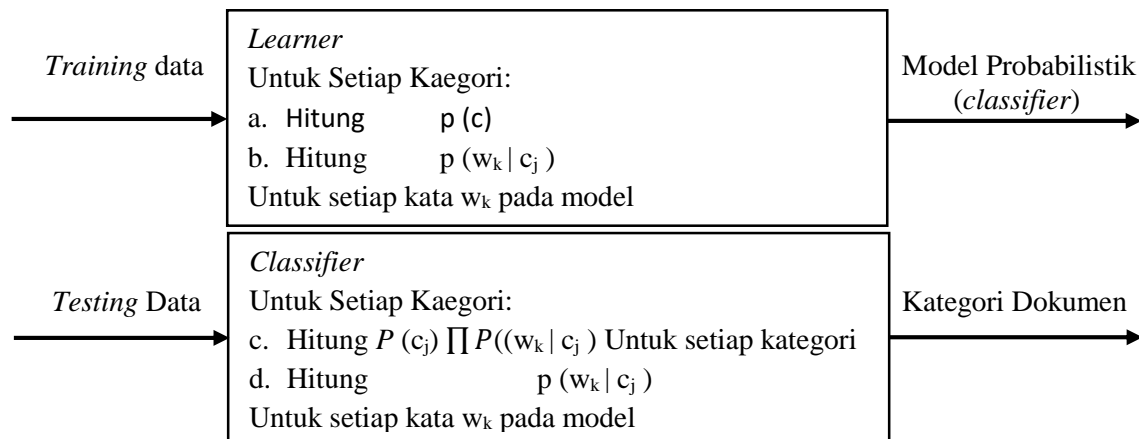 Training data
Learner
Untuk Setiap Kaegori:
a. Hitung p (c)
b. Hitung p (wk | cj )
Untuk setiap kata wk pada model
Model Probabilistik
(classifier)
Testing Data
Classifier
Untuk Setiap Kaegori:
c. Hitung P (cj) ∏ P((wk | cj ) Untuk setiap kategori
d. Hitung p (wk | cj )
Untuk setiap kata wk pada model
Kategori Dokumen